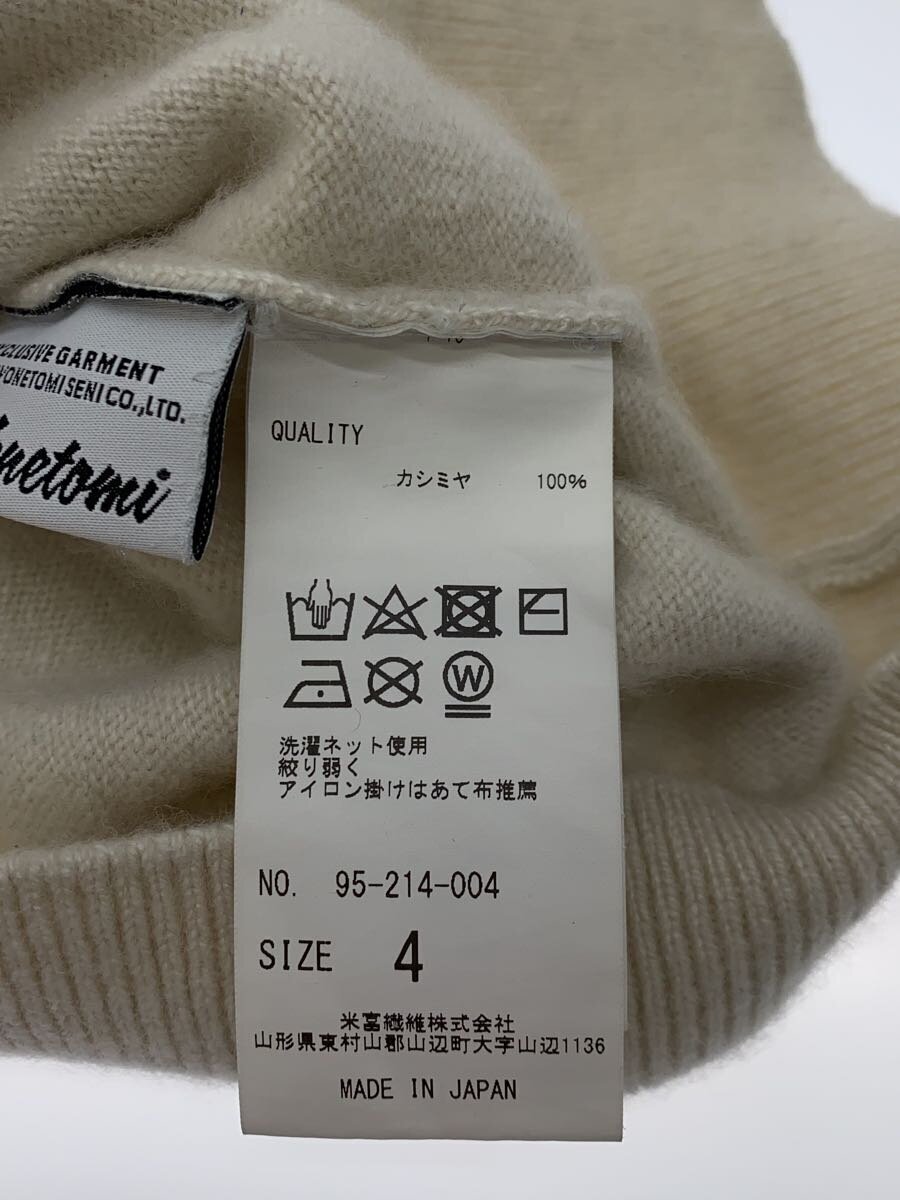 XCLUSIVE GARMENT
YONETOMI SENI CO.,LTD.
onetomi
QUALITY
カシミヤ 100%
W
洗濯ネット使用
絞り弱く
アイロン掛けはあて布推薦
NO. 95-214-004
SIZE 4
米富繊維株式会社
山形県東村山郡山辺町大字山辺1136
MADE IN JAPAN